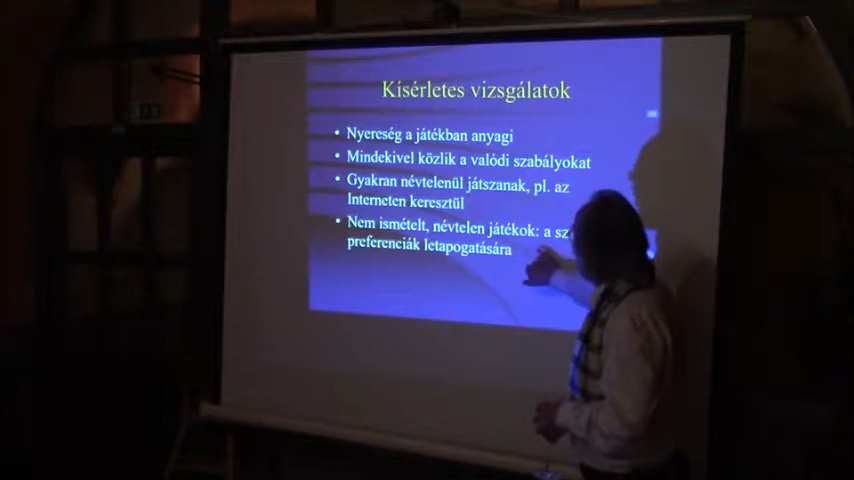 Kísérletes vizsgálatok
• Nyereség a játékban anyagi
• Mindekivel közlik a valódi szabályokat
• Gyakran névtelenül játszanak, pl. az
Interneten keresztül
• Nem ismételt, névtelen játékok: a sz
preferenciák letapogatására